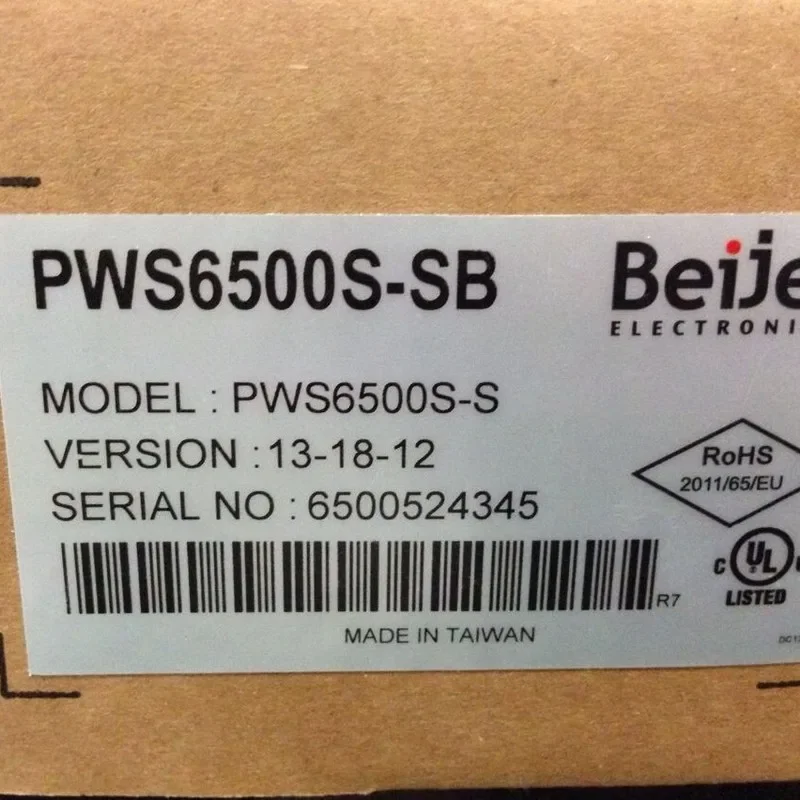 PWS6500S-SB
Beije
ELECTRONI
MODEL : PWS6500S-S
VERSION : 13-18-12
SERIAL NO : 6500524345
RoHS
2011/65/EU
C UL
LISTED
R7
MADE IN TAIWAN